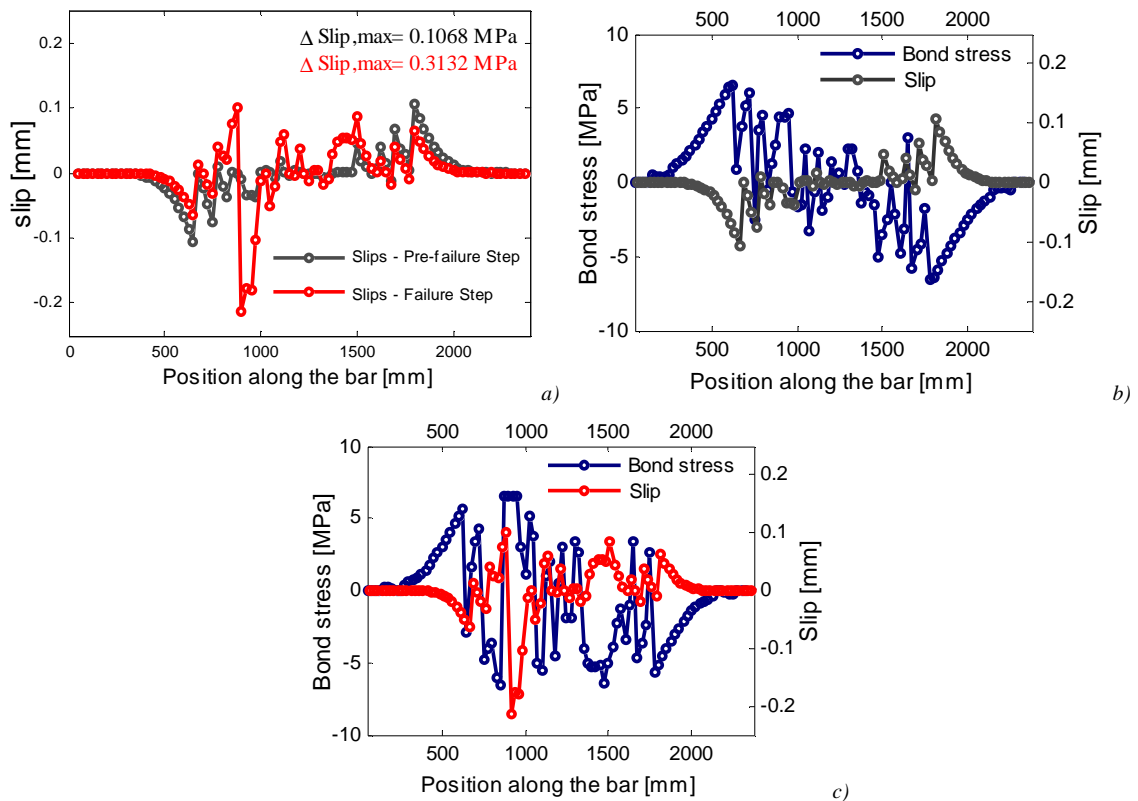 Δ Slip,max= 0.1068 MPa
Δ Slip,max= 0.3132 MPa
0.2
0.1
0
-0.1
-0.2
slip [mm]
Slips - Pre-failure Step
Slips - Failure Step
0 500 1000 1500 2000
Position along the bar [mm]
a)
500 1000 1500 2000
10
5
0
-5
-10
Bond stress [MPa]
Bond stress
Slip
0.2
0.1
0
-0.1
-0.2
Slip [mm]
500 1000 1500 2000
Position along the bar [mm]
b)
500 1000 1500 2000
10
5
0
-5
-10
Bond stress [MPa]
Bond stress
Slip
0.2
0.1
0
-0.1
-0.2
Slip [mm]
500 1000 1500 2000
Position along the bar [mm]
c)